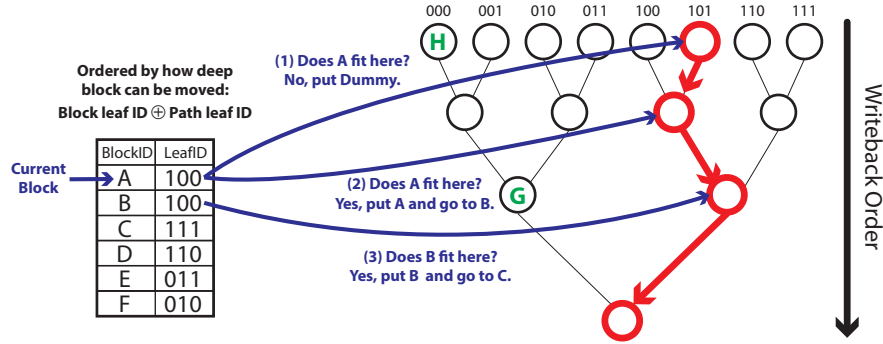 000 001 010 011 100 101 110 111
H
(1) Does A fit here?
No, put Dummy.
Ordered by how deep
block can be moved:
Block leaf ID ⊕ Path leaf ID
BlockID LeafID
Current
Block
A 100
B 100
C 111
D 110
E 011
F 010
(2) Does A fit here?
Yes, put A and go to B.
G
(3) Does B fit here?
Yes, put B and go to C.
Writeback Order